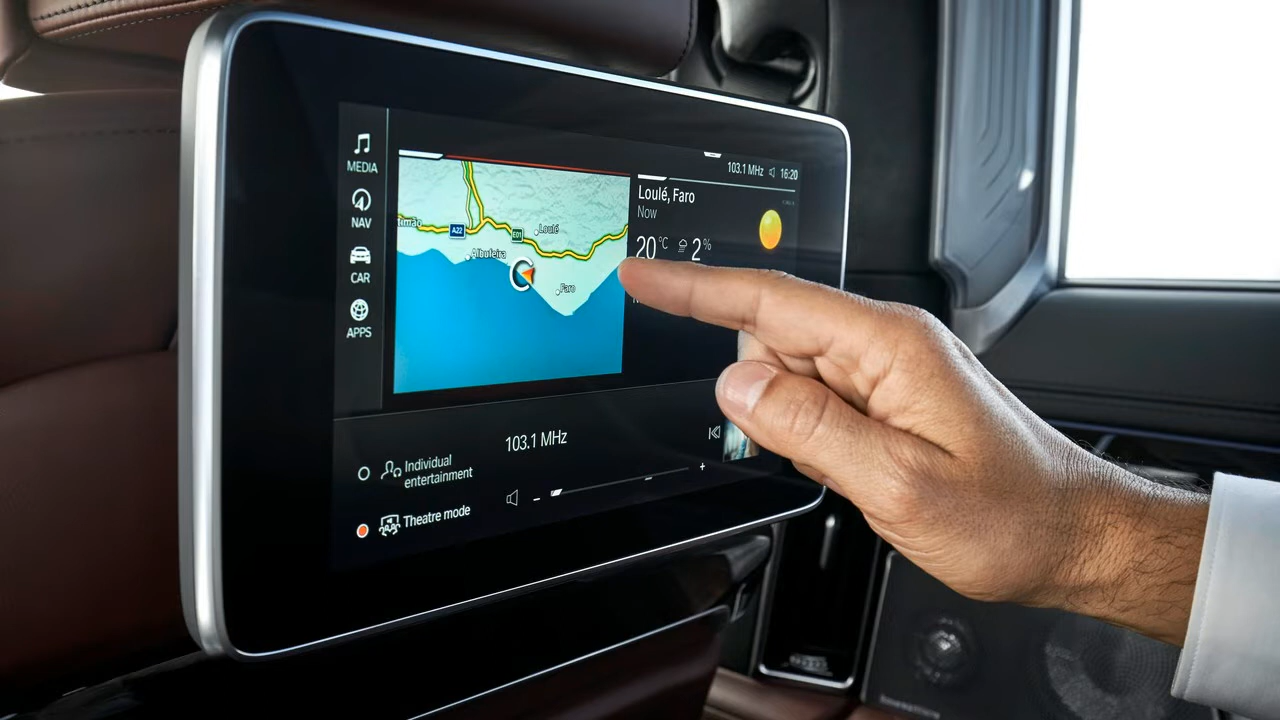 MEDIA
NAV
CAR
APPS
103.1 MHz 16:20
Loulé, Faro
Now
20°C 2%
A22
E01
Loulé
Albufeira
Faro
103.1 MHz
Individual
entertainment
Theatre mode
- +